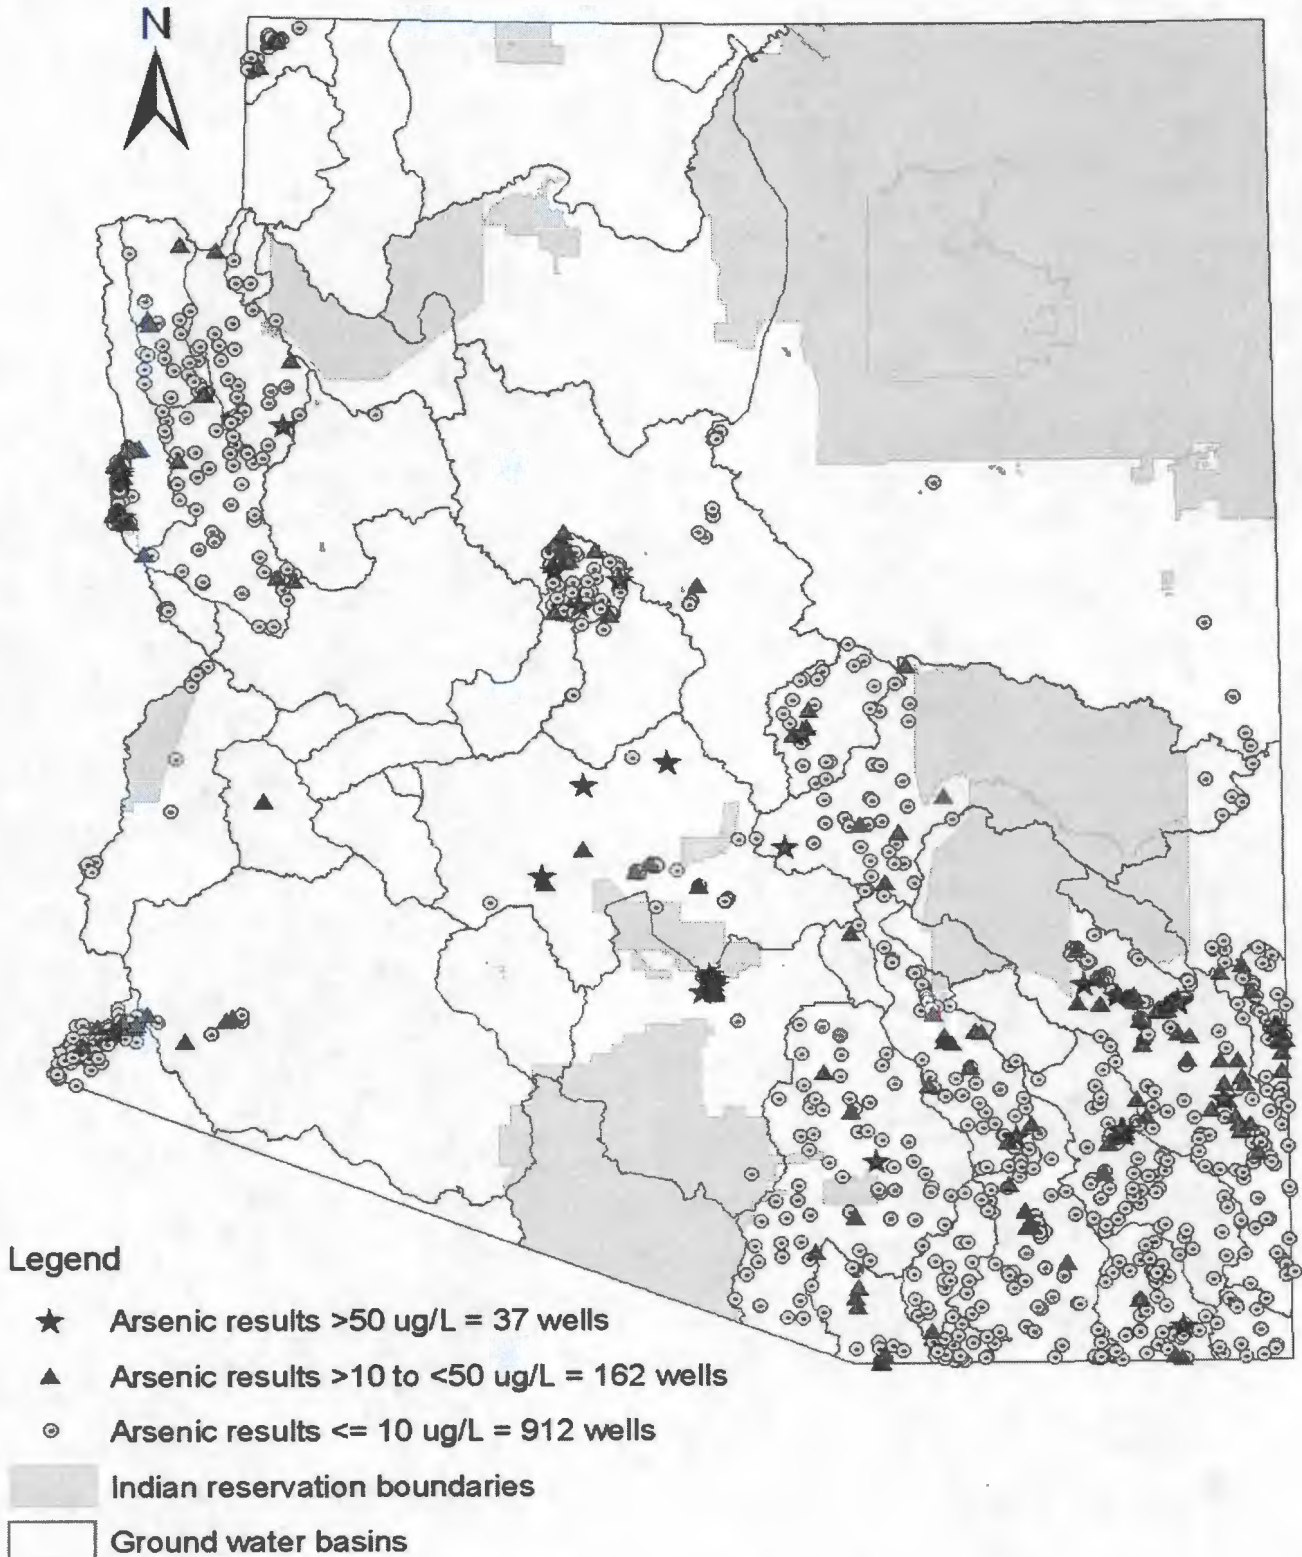 N
Legend
Arsenic results >50 ug/L = 37 wells
Arsenic results >10 to <50 ug/L = 162 wells
Arsenic results <= 10 ug/L = 912 wells
Indian reservation boundaries
Ground water basins